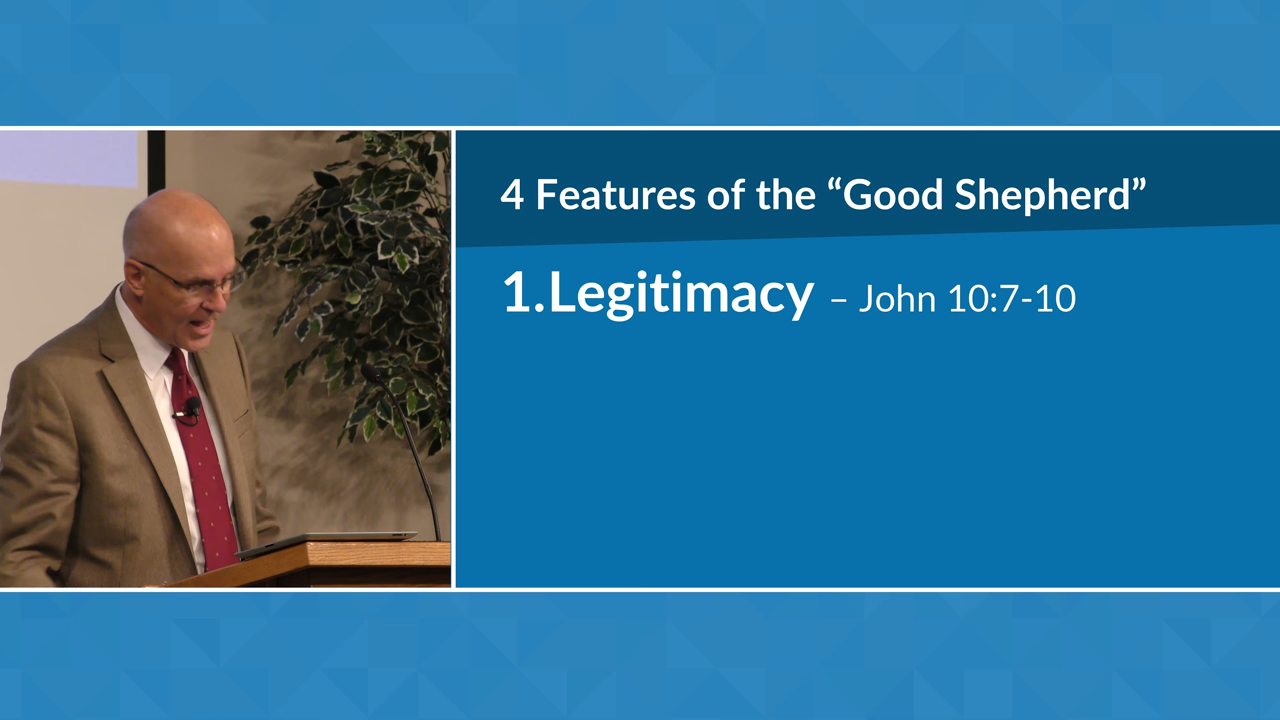 4 Features of the “Good Shepherd”
1.Legitimacy – John 10:7-10